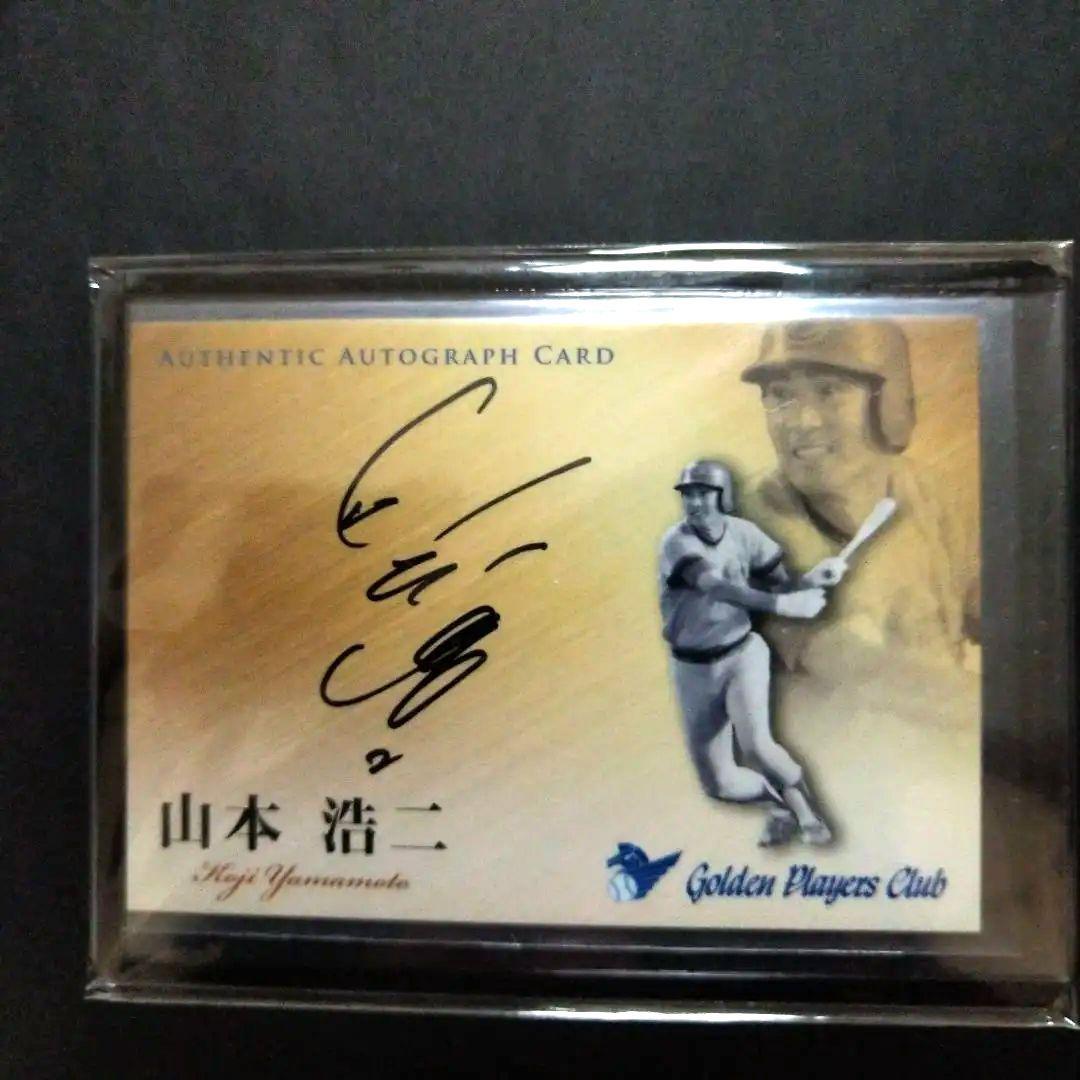 AUTHENTIC AUTOGRAPH CARD
山本 浩二
Koji Yamamoto
Golden Players Club